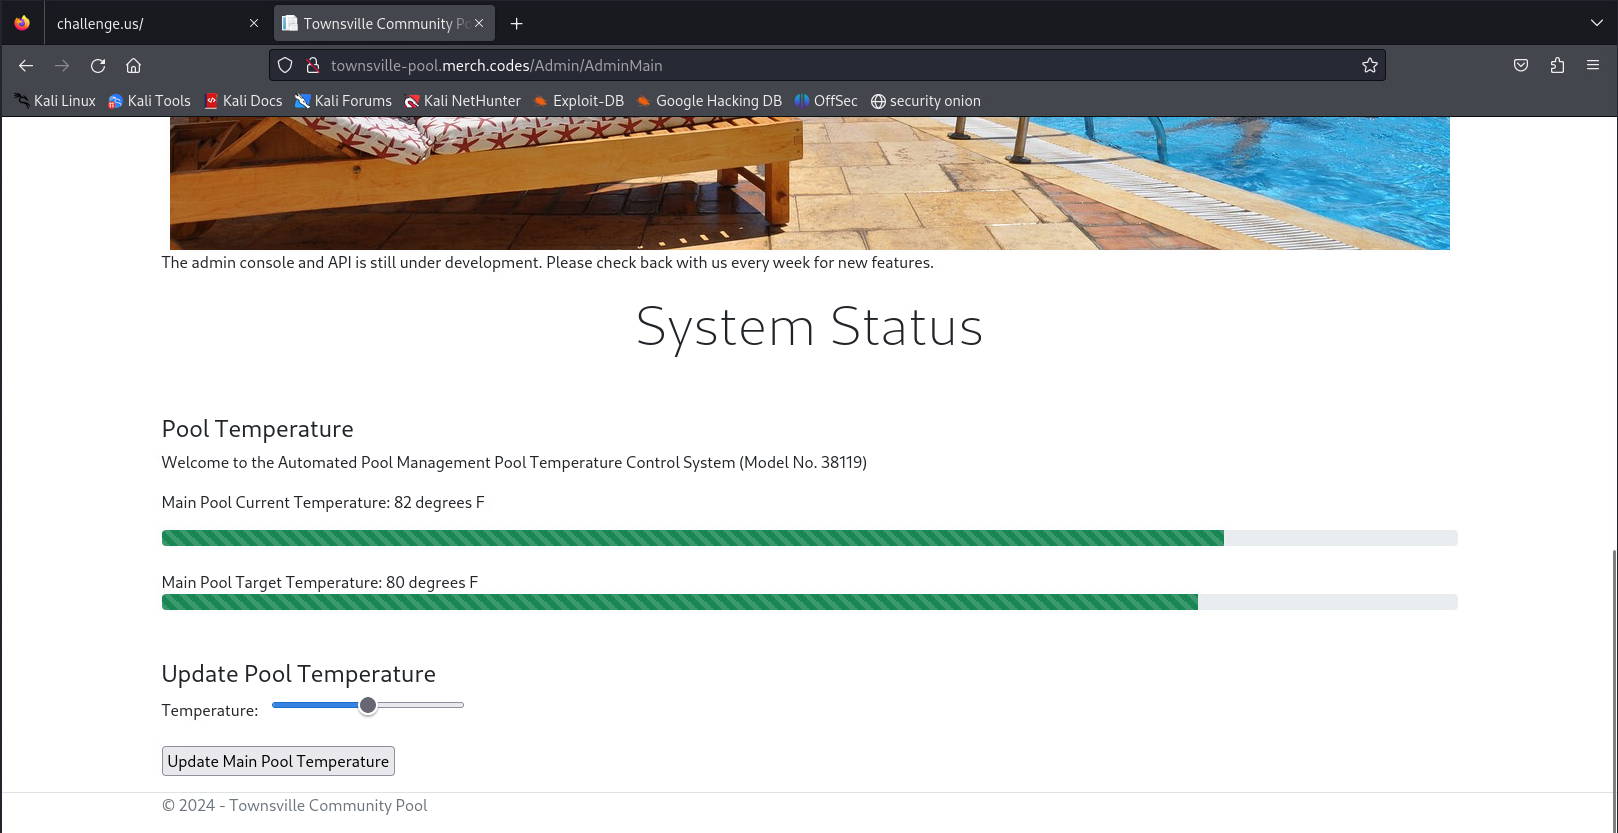 challenge.us/
Townsville Community Po
townsville-pool.merch.codes/Admin/AdminMain
Kali Linux Kali Tools Kali Docs Kali Forums Kali NetHunter Exploit-DB Google Hacking DB OffSec security onion
The admin console and API is still under development. Please check back with us every week for new features.
System Status
Pool Temperature
Welcome to the Automated Pool Management Pool Temperature Control System (Model No. 38119)
Main Pool Current Temperature: 82 degrees F
Main Pool Target Temperature: 80 degrees F
Update Pool Temperature
Temperature:
Update Main Pool Temperature
© 2024 - Townsville Community Pool